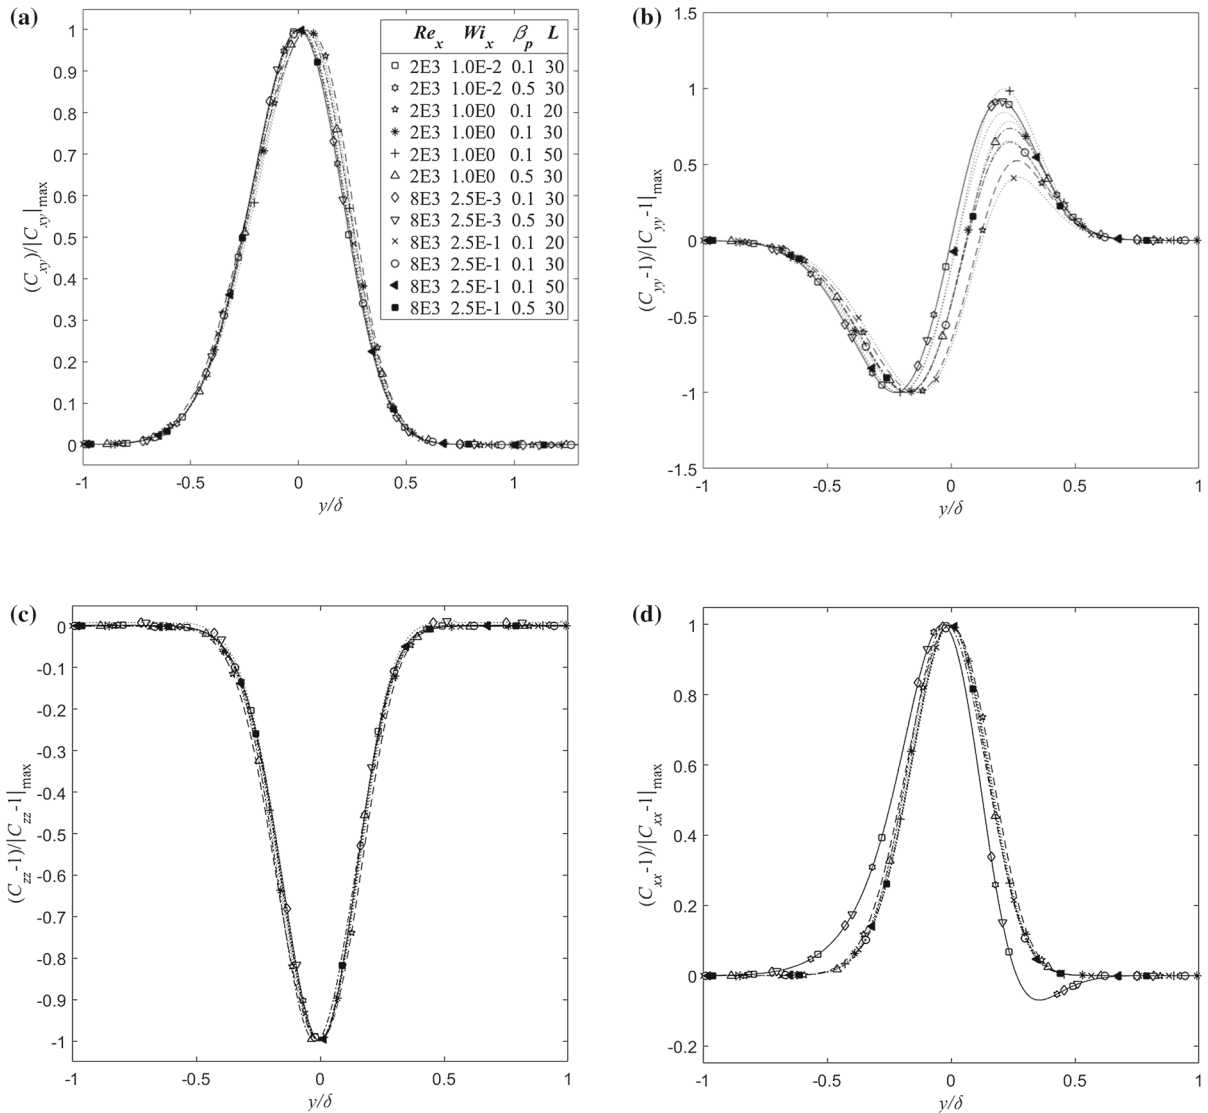 (a)
1
0.9
0.8
0.7
0.6
0.5
0.4
0.3
0.2
0.1
0
-1
-0.5
0
0.5
1
(C_xy)/|C_xy|_max
y/δ
Re_x Wi_x β_p L
2E3 1.0E-2 0.1 30
2E3 1.0E-2 0.5 30
2E3 1.0E0 0.1 20
2E3 1.0E0 0.1 30
2E3 1.0E0 0.1 50
2E3 1.0E0 0.5 30
8E3 2.5E-3 0.1 30
8E3 2.5E-3 0.5 30
8E3 2.5E-1 0.1 20
8E3 2.5E-1 0.1 30
8E3 2.5E-1 0.1 50
8E3 2.5E-1 0.5 30
(b)
1.5
1
0.5
0
-0.5
-1
-1.5
-1
-0.5
0
0.5
1
(C_yy-1)/|C_yy-1|_max
y/δ
(c)
0
-0.1
-0.2
-0.3
-0.4
-0.5
-0.6
-0.7
-0.8
-0.9
-1
-1
-0.5
0
0.5
1
(C_zz-1)/|C_zz-1|_max
y/δ
(d)
1
0.8
0.6
0.4
0.2
0
-0.2
-1
-0.5
0
0.5
1
(C_xx-1)/|C_xx-1|_max
y/δ